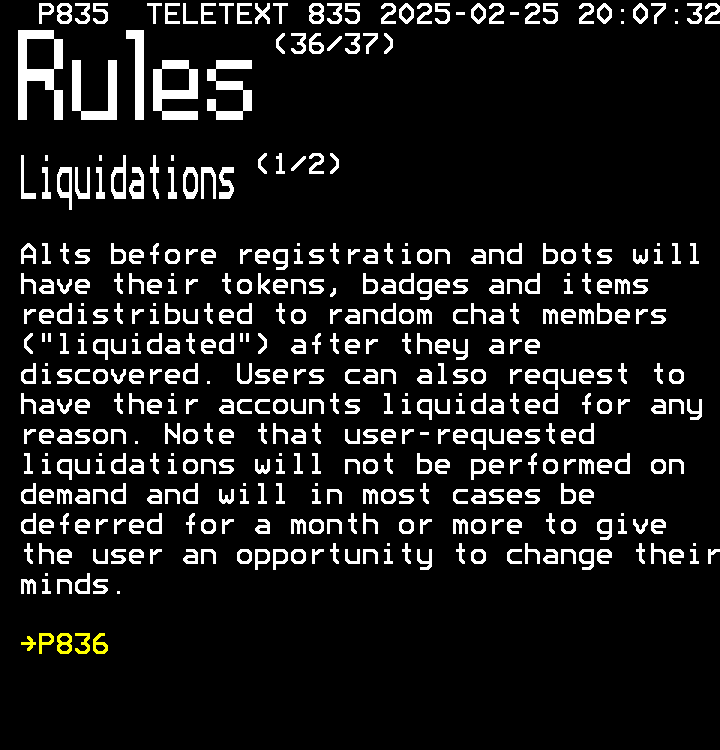 P835  TELETEXT 835 2025-02-25 20:07:32
Rules (36/37)
Liquidations (1/2)
Alts before registration and bots will
have their tokens, badges and items
redistributed to random chat members
("liquidated") after they are
discovered. Users can also request to
have their accounts liquidated for any
reason. Note that user-requested
liquidations will not be performed on
demand and will in most cases be
deferred for a month or more to give
the user an opportunity to change their
minds.
→P836